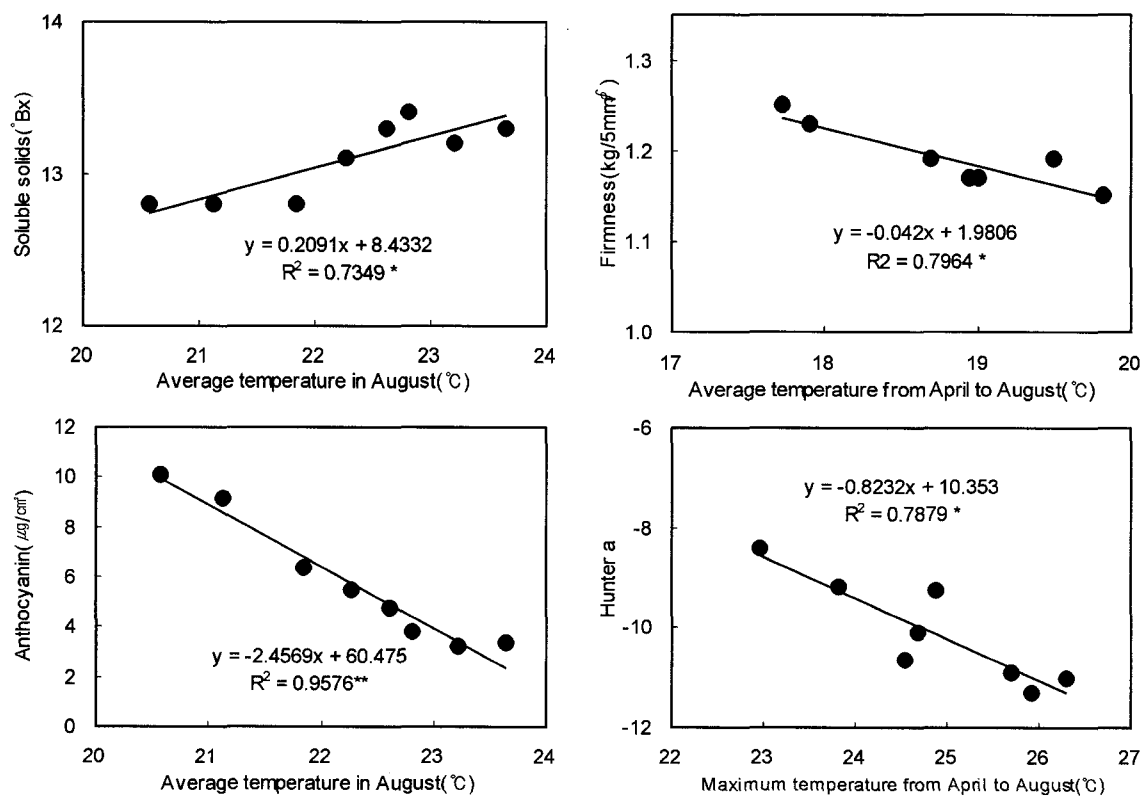 14
13
12
Soluble solids(°Bx)
y = 0.2091x + 8.4332
R² = 0.7349 *
20 21 22 23 24
Average temperature in August(℃)
1.3
1.2
1.1
1.0
Firmness(kg/5mmφ)
y = -0.042x + 1.9806
R2 = 0.7964 *
17 18 19 20
Average temperature from April to August(℃)
12
10
8
6
4
2
0
Anthocyanin(㎍/㎠)
y = -2.4569x + 60.475
R² = 0.9576**
20 21 22 23 24
Average temperature in August(℃)
-6
-8
-10
-12
Hunter a
y = -0.8232x + 10.353
R² = 0.7879 *
22 23 24 25 26 27
Maximum temperature from April to August(℃)